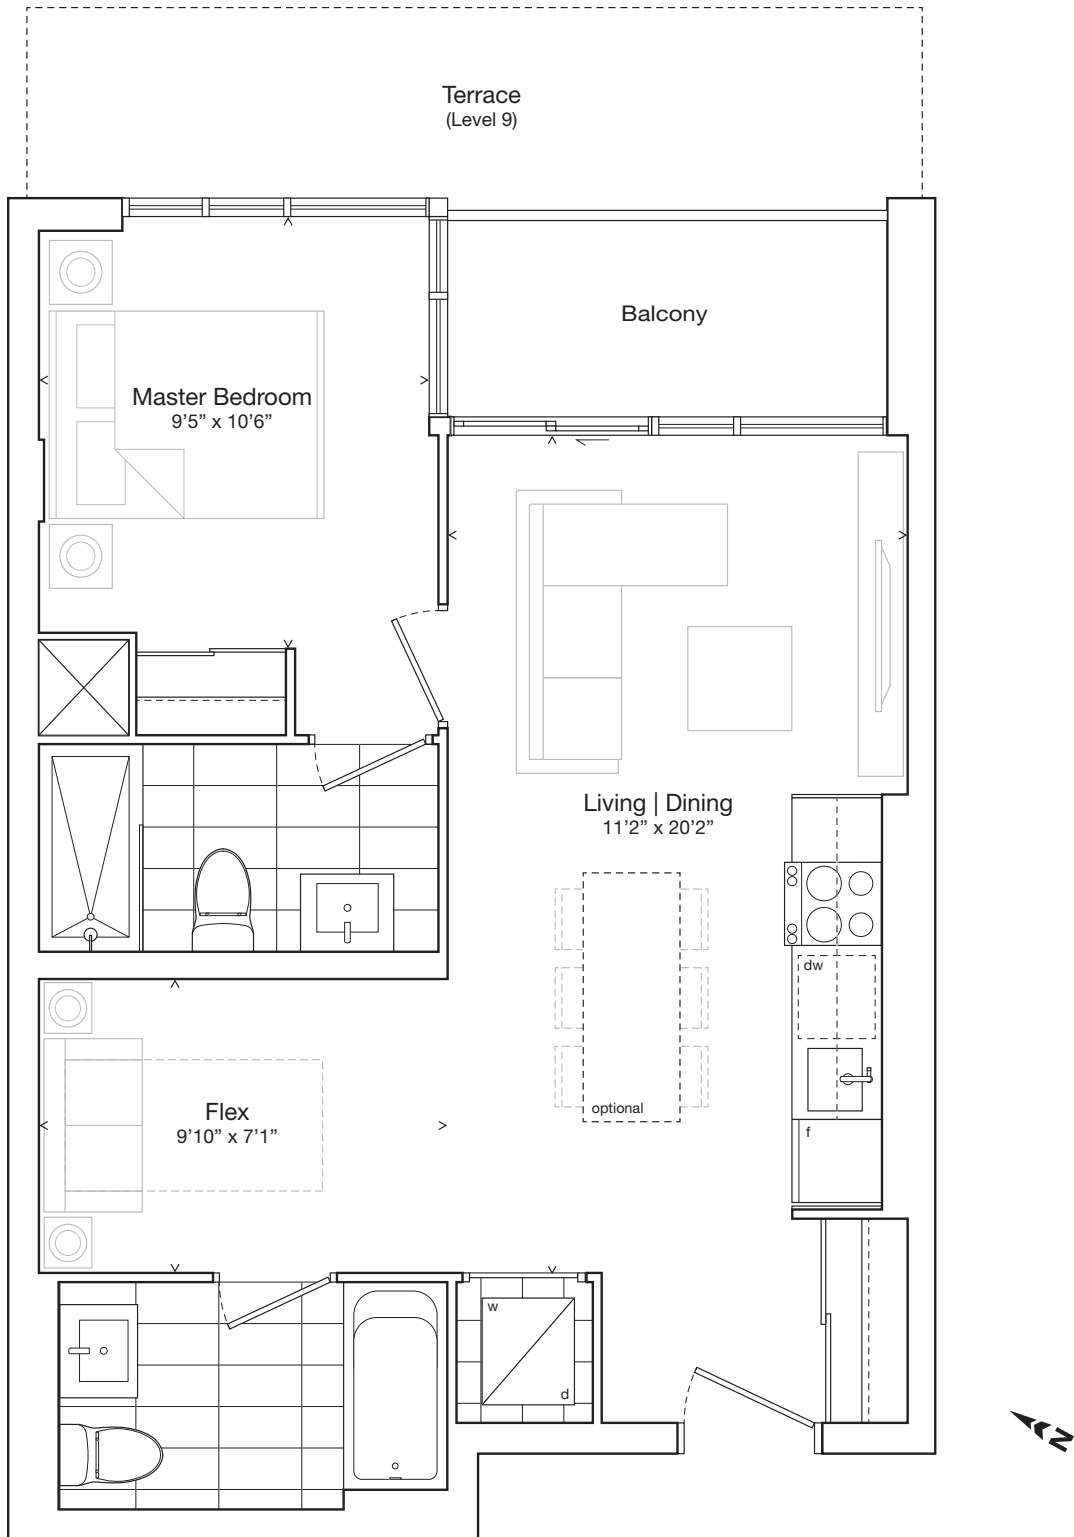 Terrace
(Level 9)
Balcony
Master Bedroom
9’5” x 10’6”
Living | Dining
11’2” x 20’2”
dw
optional
f
Flex
9’10” x 7’1”
w
d
N